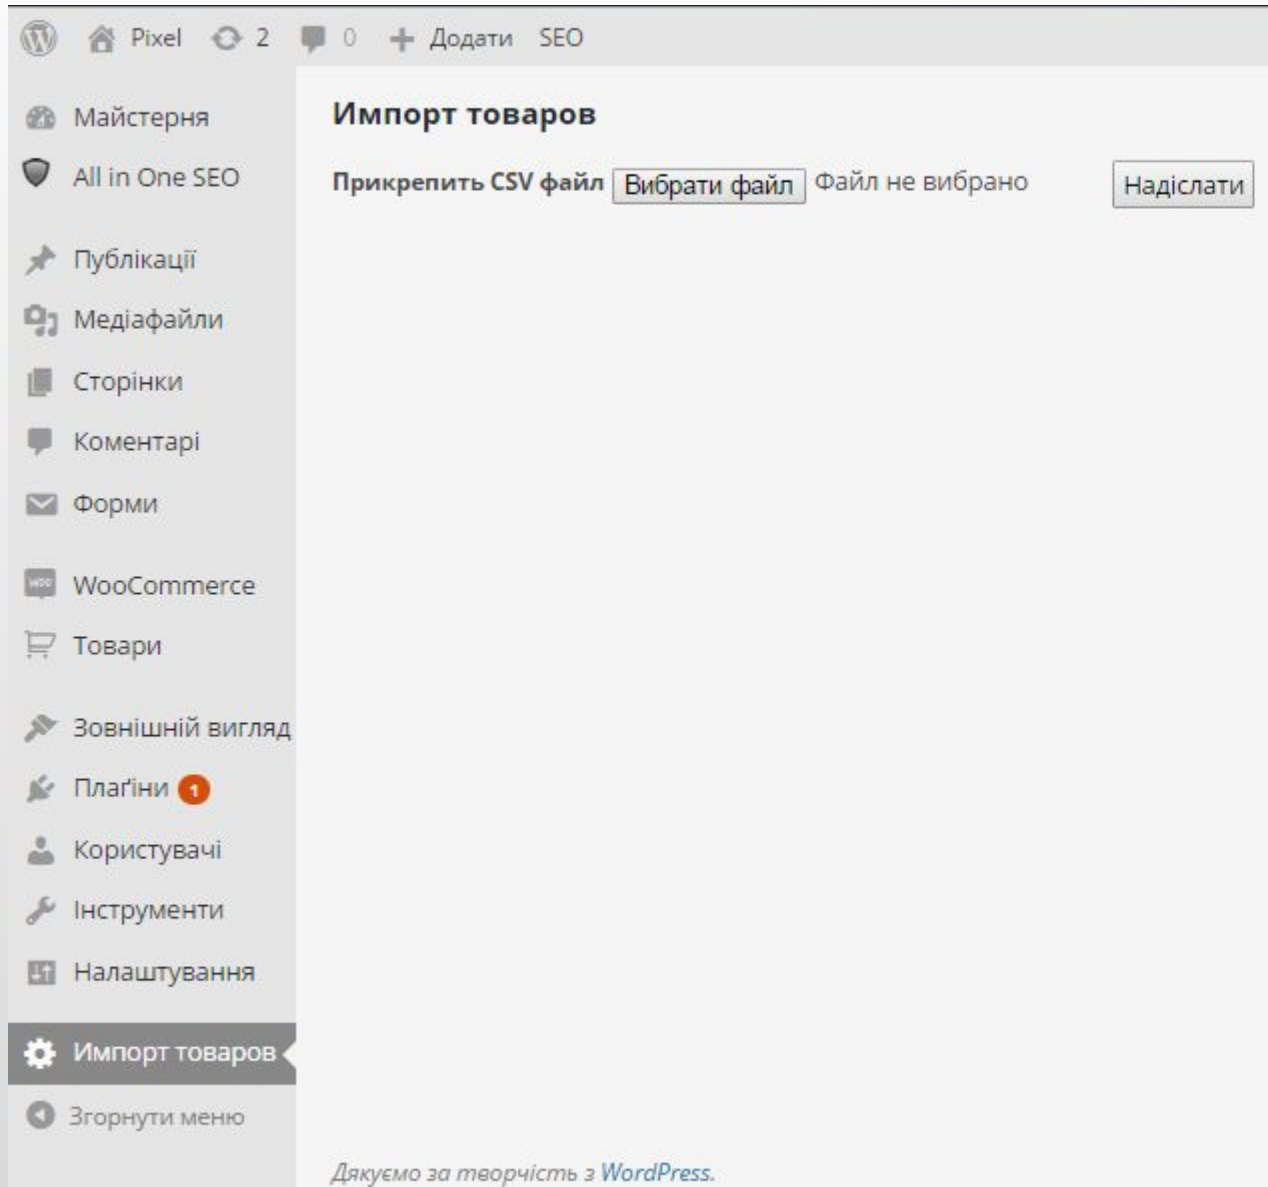 Pixel 2 0 Додати SEO
Майстерня
All in One SEO
Публікації
Медіафайли
Сторінки
Коментарі
Форми
WooCommerce
Товари
Зовнішній вигляд
Плаґіни 1
Користувачі
Інструменти
Налаштування
Импорт товаров
Згорнути меню
Импорт товаров
Прикрепить CSV файл Вибрати файл Файл не вибрано Надіслати
Дякуємо за творчість з WordPress.